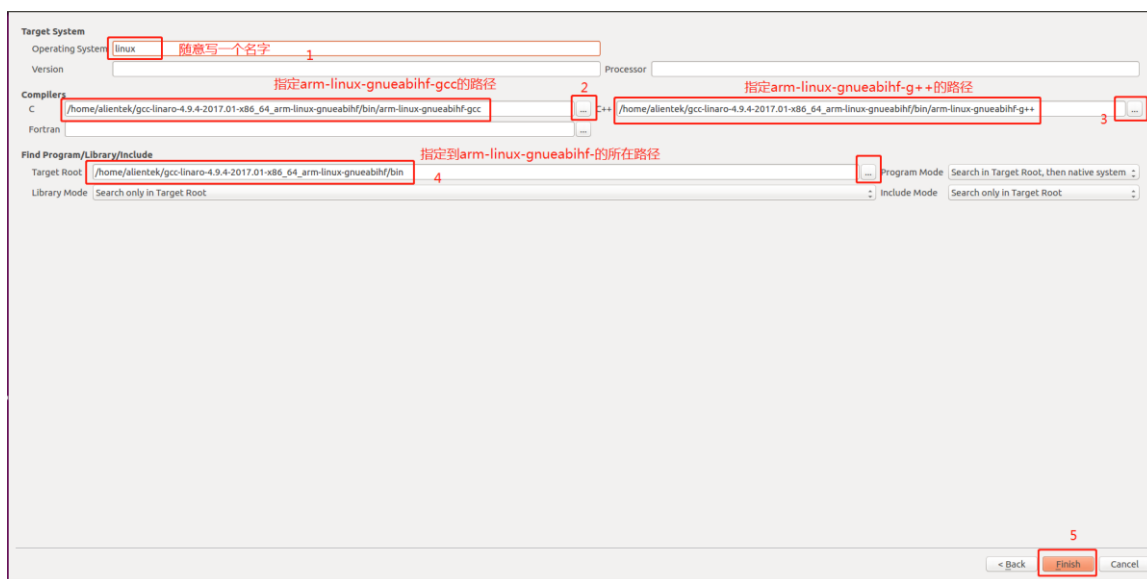 Target System
Operating System linux 随意写一个名字 1
Version Processor
指定arm-linux-gnueabihf-gcc的路径 2 指定arm-linux-gnueabihf-g++的路径
Compilers
C /home/alientek/gcc-linaro-4.9.4-2017.01-x86_64_arm-linux-gnueabihf/bin/arm-linux-gnueabihf-gcc ... C++ /home/alientek/gcc-linaro-4.9.4-2017.01-x86_64_arm-linux-gnueabihf/bin/arm-linux-gnueabihf-g++ 3 ...
Fortran ...
Find Program/Library/Include 指定到arm-linux-gnueabihf-的所在路径
Target Root /home/alientek/gcc-linaro-4.9.4-2017.01-x86_64_arm-linux-gnueabihf/bin 4 ... Program Mode Search in Target Root, then native system
Library Mode Search only in Target Root Include Mode Search only in Target Root
5
< Back Finish Cancel